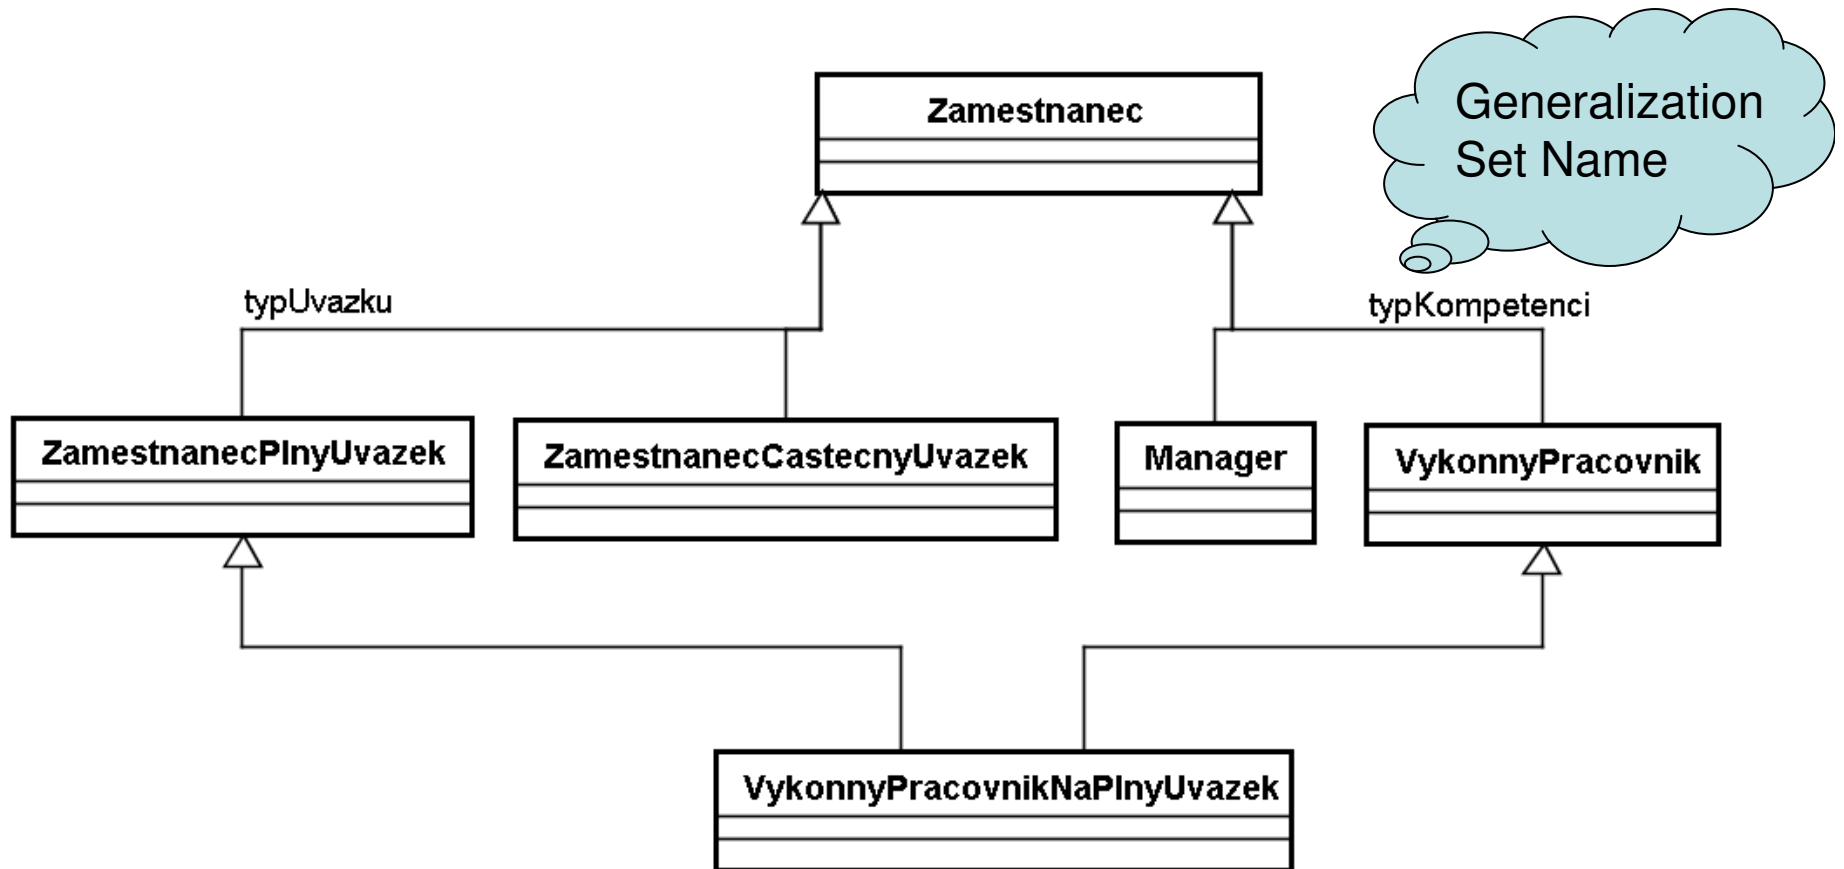 Zamestnanec
Generalization
Set Name
typUvazku
typKompetenci
ZamestnanecPlnyUvazek
ZamestnanecCastecnyUvazek
Manager
VykonnyPracovnik
VykonnyPracovnikNaPlnyUvazek